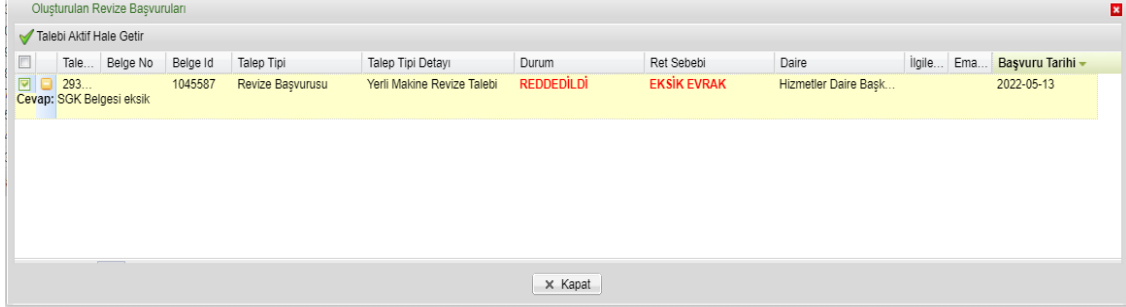 Oluşturulan Revize Başvuruları
Talebi Aktif Hale Getir
Tale... Belge No Belge Id Talep Tipi Talep Tipi Detayı Durum Ret Sebebi Daire İlgile... Ema... Başvuru Tarihi
293... 1045587 Revize Başvurusu Yerli Makine Revize Talebi REDDEDİLDİ EKSİK EVRAK Hizmetler Daire Başk... 2022-05-13
Cevap: SGK Belgesi eksik
Kapat